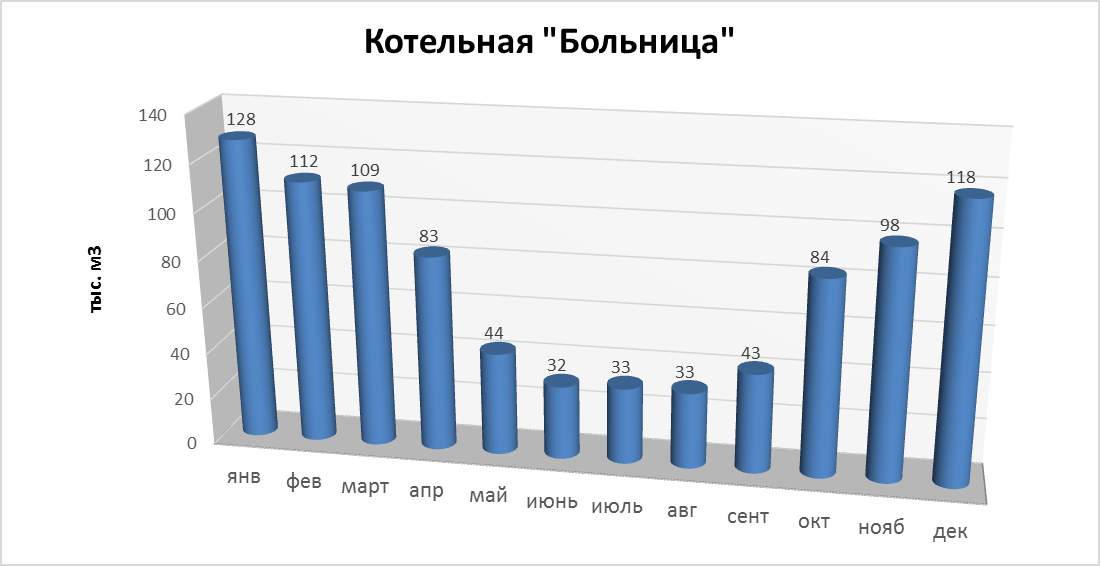 Котельная "Больница"
тыс. м3
140
120
100
80
60
40
20
0
128
112
109
83
44
32
33
33
43
84
98
118
янв
фев
март
апр
май
июнь
июль
авг
сент
окт
нояб
дек